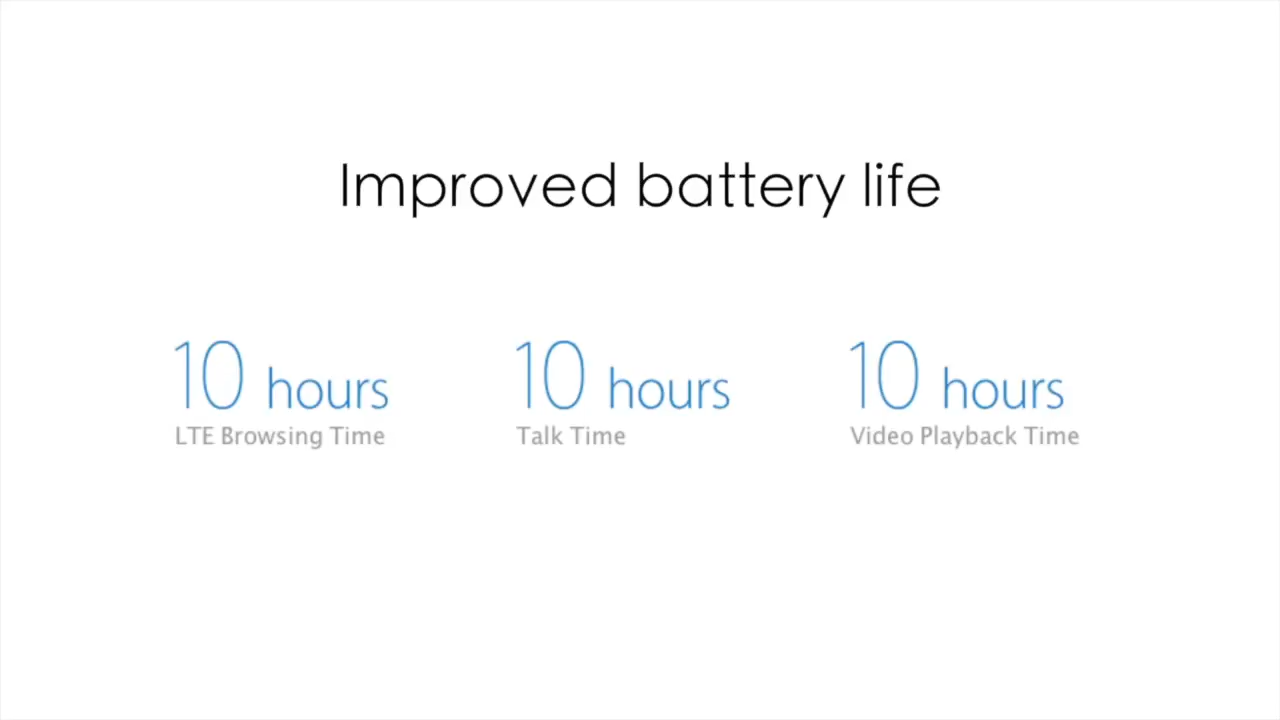 Improved battery life
10 hours
LTE Browsing Time
10 hours
Talk Time
10 hours
Video Playback Time